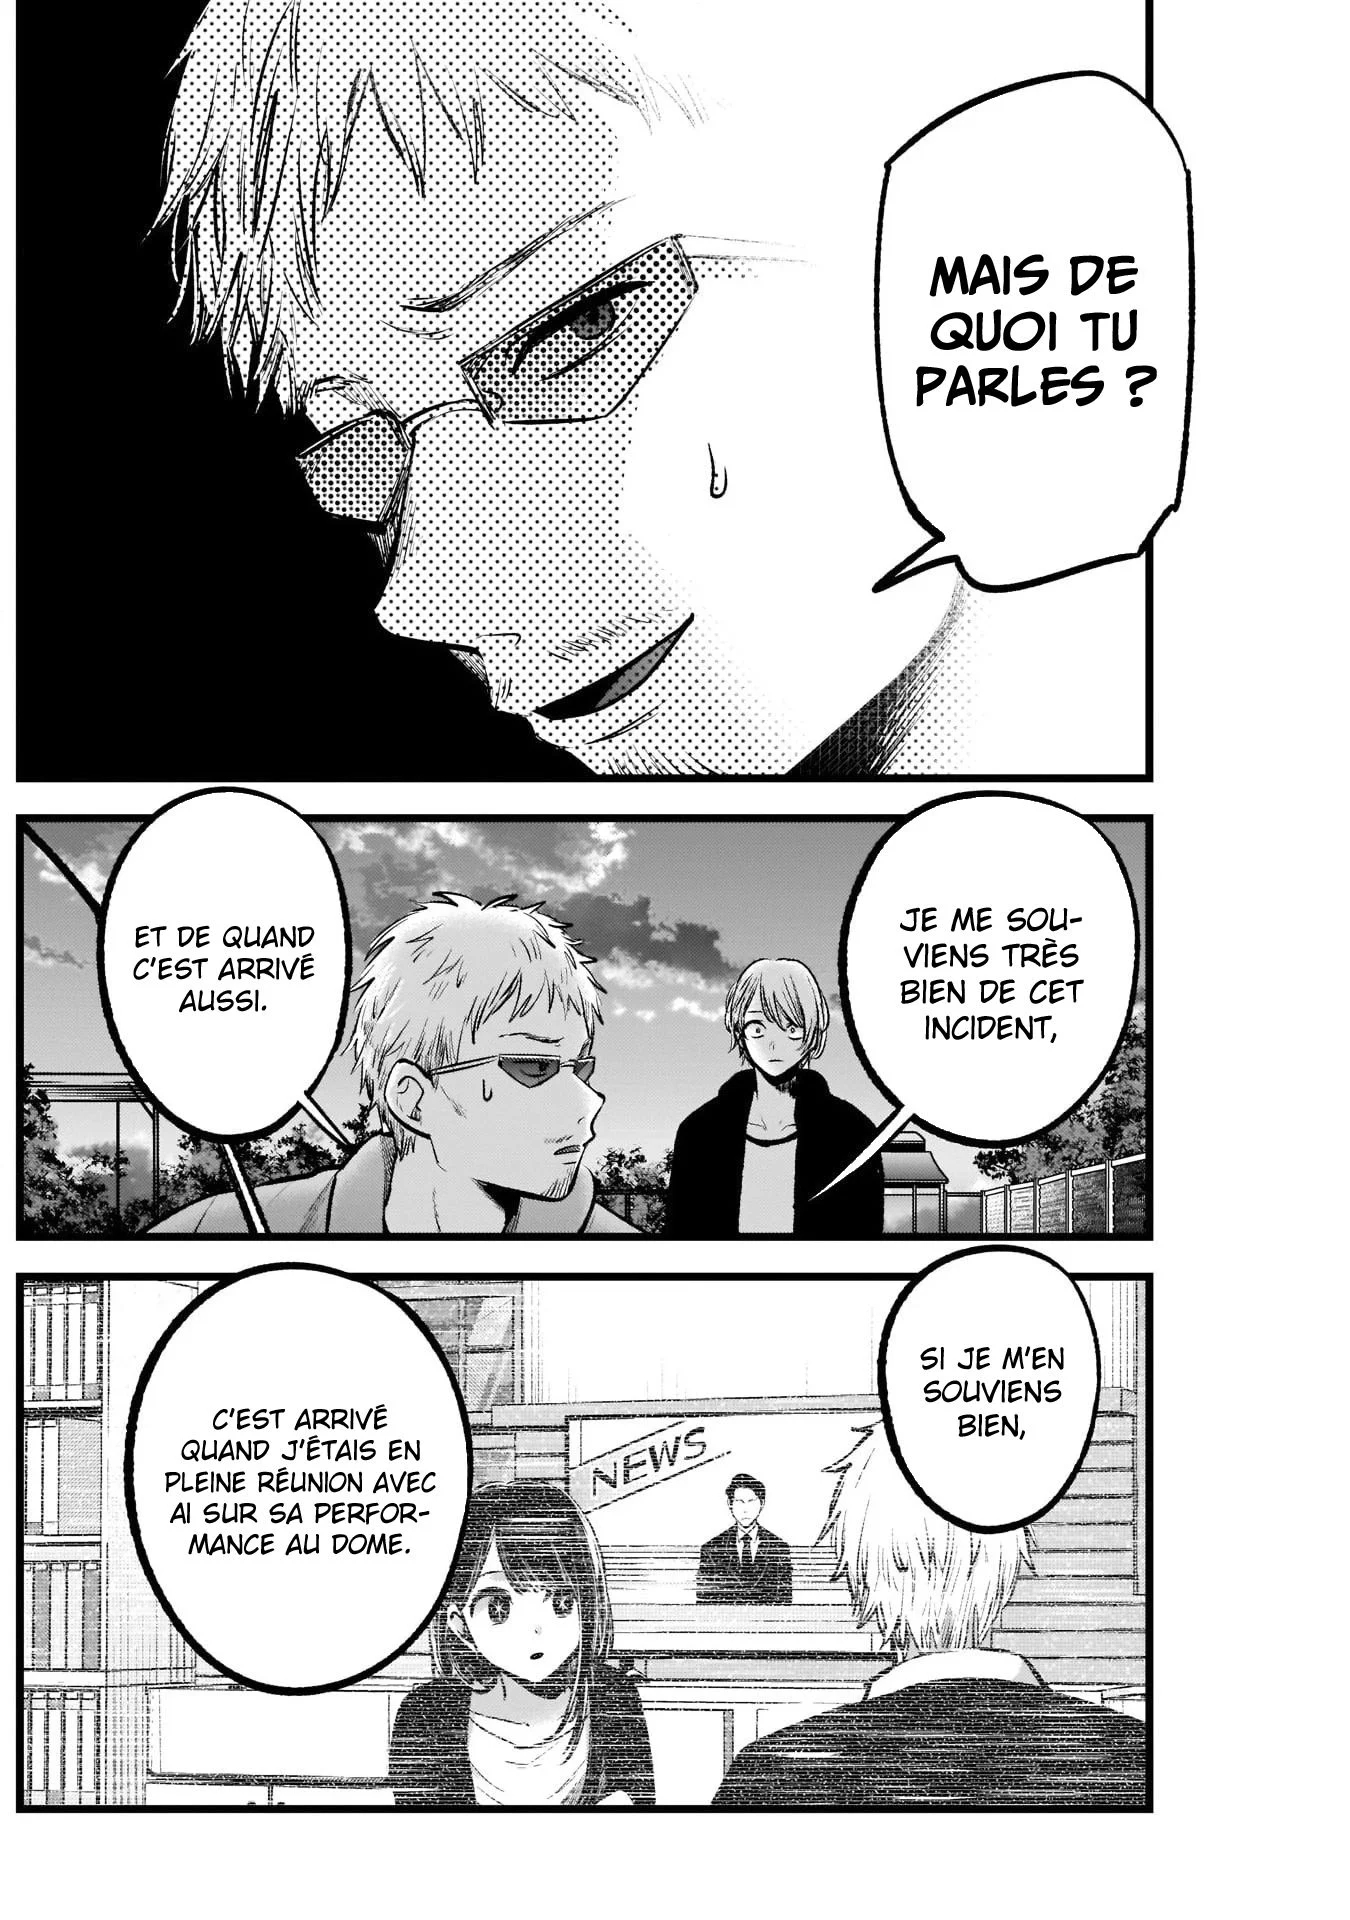 MAIS DE
QUOI TU
PARLES ?
JE ME SOU-
VIENS TRÈS
BIEN DE CET
INCIDENT,
ET DE QUAND
C'EST ARRIVÉ
AUSSI.
SI JE M'EN
SOUVIENS
BIEN,
NEWS
C'EST ARRIVÉ
QUAND J'ÉTAIS EN
PLEINE RÉUNION AVEC
AI SUR SA PERFOR-
MANCE AU DOME.